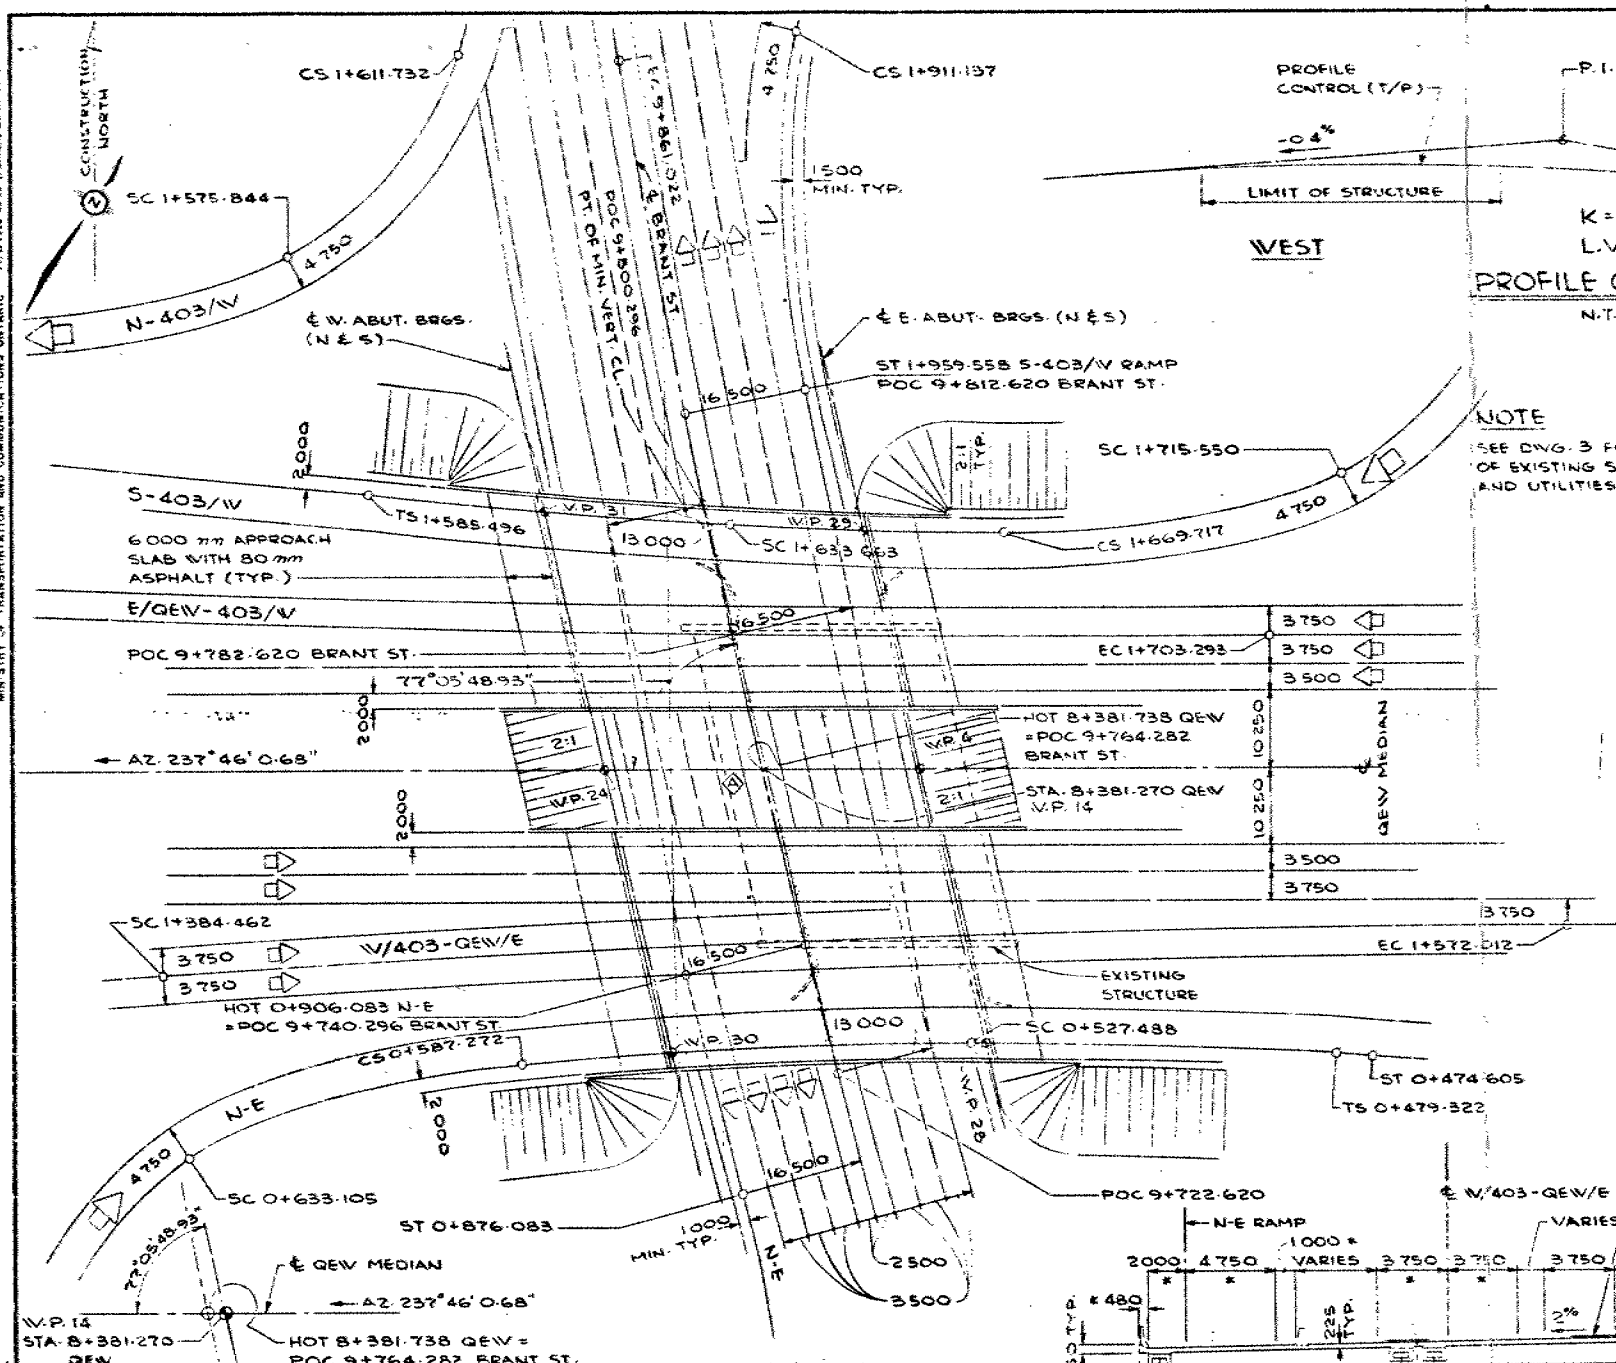 CONSTRUCTION
NORTH
2
CS 1+611.732
CS 1+911.137
4 750
PROFILE
CONTROL (T/P)
P.I.
-0.4%
LIMIT OF STRUCTURE
WEST
K =
L.V
PROFILE
N.T.
SC 1+575.844
4 750
N-403/W
1500
MIN. TYP.
9+861.022
℄ BRANT ST.
POC 9+800.296
PT. OF MIN. VERT. CL.
℄ W. ABUT. BRGS.
(N & S)
℄ E. ABUT. BRGS. (N & S)
ST 1+959.558 S-403/W RAMP
POC 9+812.620 BRANT ST.
16 500
NOTE
SEE DWG. 3
OF EXISTING S
AND UTILITIES
SC 1+715.550
2:1
TYP.
2 000
S-403/W
TS 1+585.496
W.P. 31
W.P. 29
13 000
SC 1+633.663
CS 1+669.717
4 750
6 000 mm APPROACH
SLAB WITH 80 mm
ASPHALT (TYP.)
E/QEW-403/W
16 500
3 750
3 750
3 500
EC 1+703.293
POC 9+782.620 BRANT ST.
77°05'48.93"
2 000
2:1
W.P. 4
HOT 8+381.738 QEW
=POC 9+764.282
BRANT ST.
10 250
℄ QEW MEDIAN
AZ. 237°46'0.68"
W.P. 24
2:1
STA. 8+381.270 QEW
W.P. 14
10 250
2 000
3 500
3 750
SC 1+384.462
3 750
3 750
W/403-QEW/E
3 750
EC 1+572.012
16 500
EXISTING
STRUCTURE
HOT 0+906.083 N-E
=POC 9+740.296 BRANT ST.
13 000
SC 0+527.488
CS 0+587.272
W.P. 30
ST 0+474.605
TS 0+479.322
N-E
2 000
W.P. 28
4 750
SC 0+633.105
16 500
POC 9+722.620
ST 0+876.083
1 000
MIN. TYP.
N-E
2500
3500
77°05'48.93"
℄ QEW MEDIAN
AZ. 237°46'0.68"
W.P. 14
STA. 8+381.270
QEW
HOT 8+381.738 QEW =
POC 9+764.282 BRANT ST.
℄ W/403-QEW/E
N-E RAMP
VARIES
2000 4 750 1 000 * VARIES 3 750 3 750 3 750
* 480
225
TYP.
2%